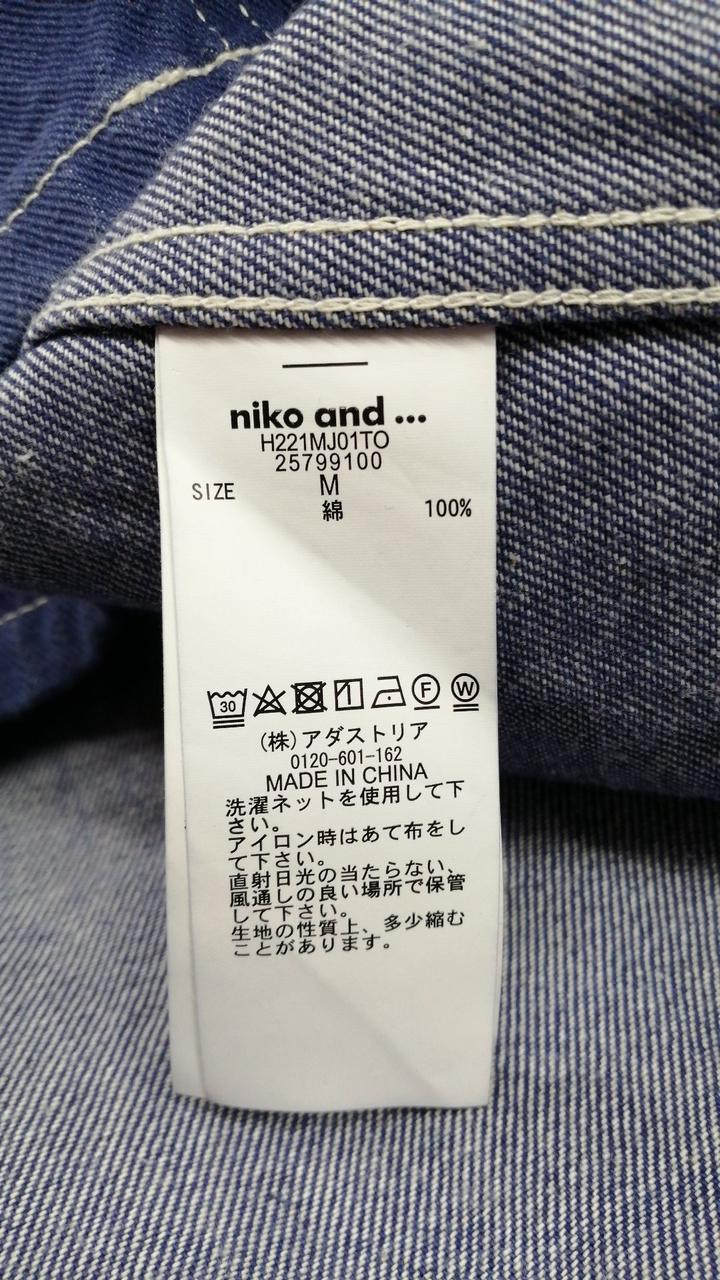 niko and ...
H221MJ01TO
25799100
SIZE M
綿 100%
30 F W
(株)アダストリア
0120-601-162
MADE IN CHINA
洗濯ネットを使用して下
さい。
アイロン時はあて布をし
て下さい。
直射日光の当たらない、
風通しの良い場所で保管
して下さい。
生地の性質上、多少縮む
ことがあります。